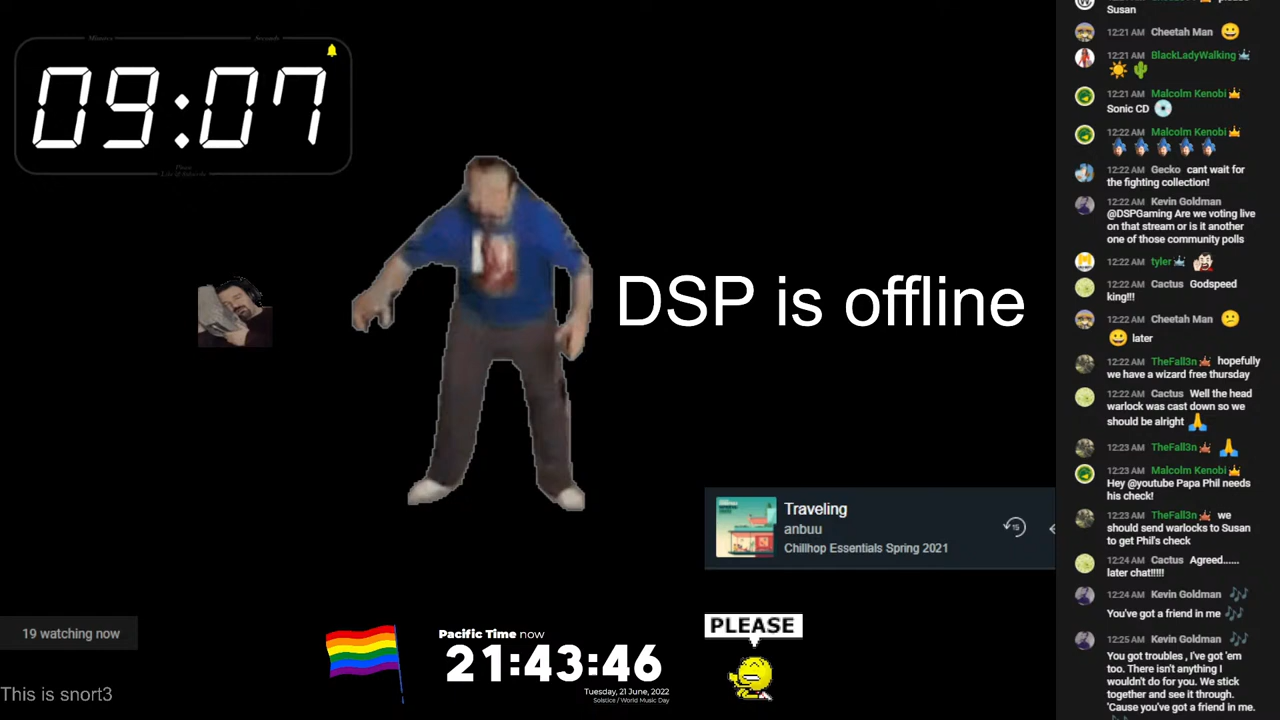 Minutes
Seconds
09:07
DSP is offline
Traveling
anbuu
Chillhop Essentials Spring 2021
15
19 watching now
This is snort3
Pacific Time now
21:43:46
Tuesday, 21 June, 2022
Solstice / World Music Day
PLEASE
Susan
12:21 AM Cheetah Man
12:21 AM BlackLadyWalking
12:21 AM Malcolm Kenobi
Sonic CD
12:22 AM Malcolm Kenobi
12:22 AM Gecko cant wait for
the fighting collection!
12:22 AM Kevin Goldman
@DSPGaming Are we voting live
on that stream or is it another
one of those community polls
12:22 AM tyler
12:22 AM Cactus Godspeed
king!!!
12:22 AM Cheetah Man
later
12:22 AM TheFall3n hopefully
we have a wizard free thursday
12:22 AM Cactus Well the head
warlock was cast down so we
should be alright
12:23 AM TheFall3n
12:23 AM Malcolm Kenobi
Hey @youtube Papa Phil needs
his check!
12:23 AM TheFall3n we
should send warlocks to Susan
to get Phil's check
12:24 AM Cactus Agreed......
later chat!!!!!
12:24 AM Kevin Goldman
You've got a friend in me
12:25 AM Kevin Goldman
You got troubles , I've got 'em
too. There isn't anything I
wouldn't do for you. We stick
together and see it through.
'Cause you've got a friend in me.